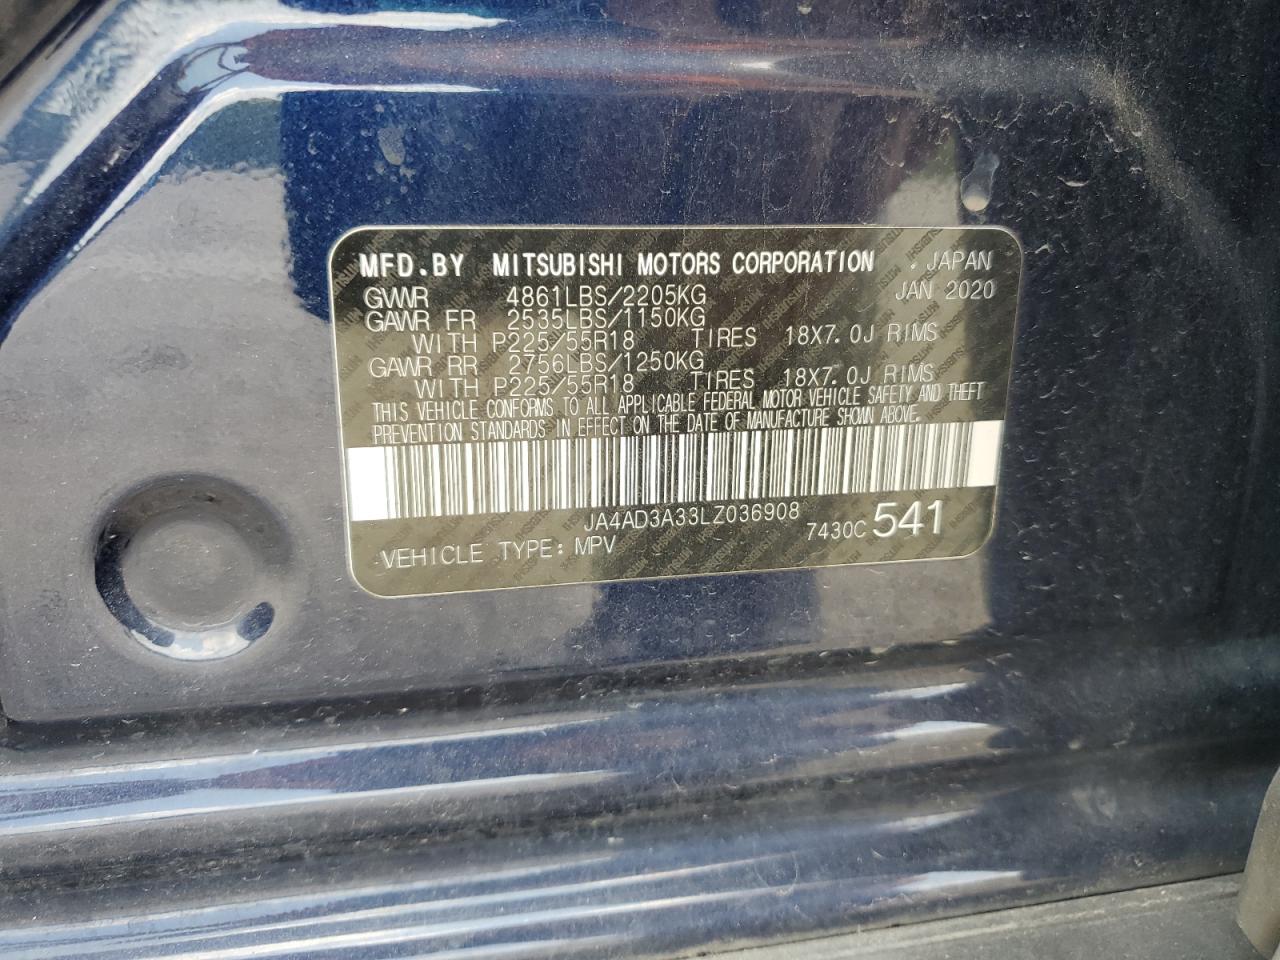 MFD.BY MITSUBISHI MOTORS CORPORATION . JAPAN
GVWR 4861LBS/2205KG JAN 2020
GAWR FR 2535LBS/1150KG
WITH P225/55R18 TIRES 18X7.0J RIMS
GAWR RR 2756LBS/1250KG
WITH P225/55R18 TIRES 18X7.0J RIMS
THIS VEHICLE CONFORMS TO ALL APPLICABLE FEDERAL MOTOR VEHICLE SAFETY AND THEFT
PREVENTION STANDARDS IN EFFECT ON THE DATE OF MANUFACTURE SHOWN ABOVE.
JA4AD3A33LZ036908
7430C 541
VEHICLE TYPE: MPV